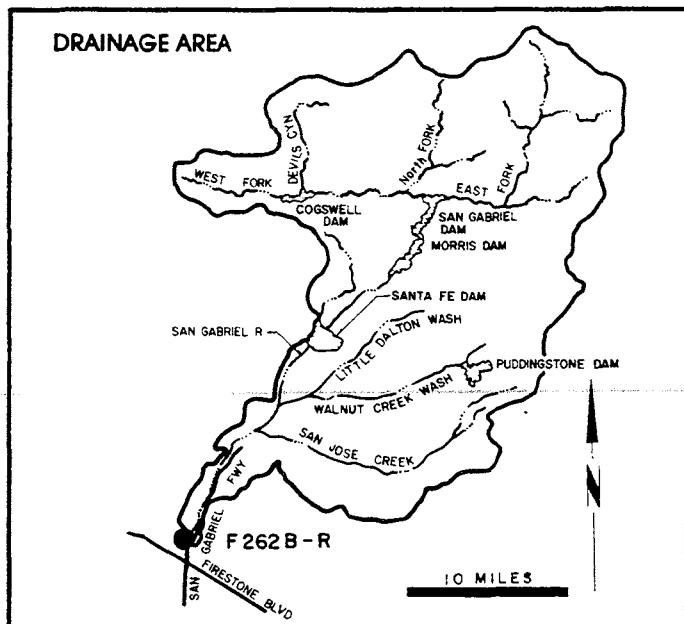 DRAINAGE AREA
DEVILS CYN
North FORK
WEST FORK
EAST FORK
COGSWELL
DAM
SAN GABRIEL
DAM
MORRIS DAM
SANTA FE DAM
SAN GABRIEL R
LITTLE DALTON WASH
PUDDINGSTONE DAM
WALNUT CREEK WASH
SAN JOSE CREEK
SAN GABRIEL FWY
F262B-R
FIRESTONE BLVD
10 MILES
N